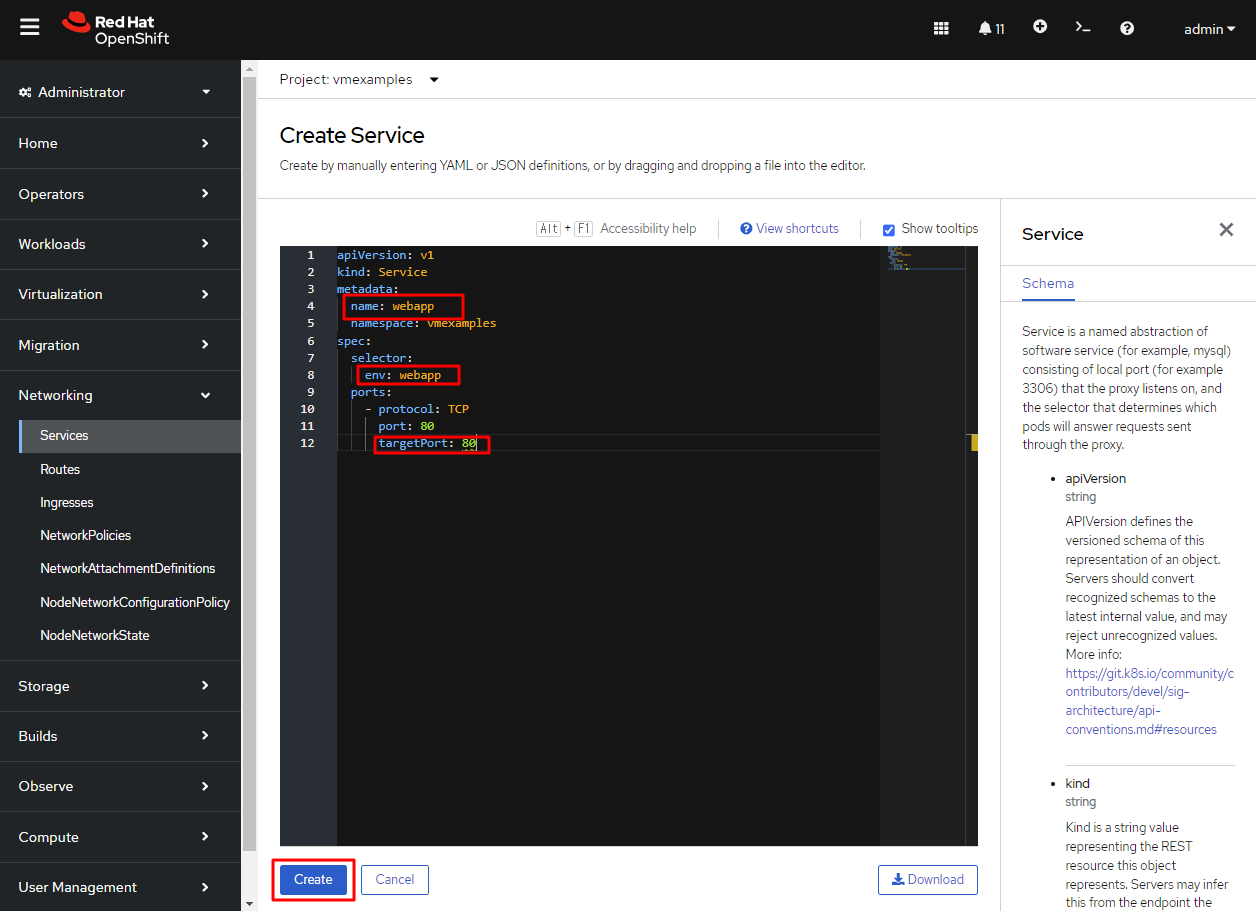 Red Hat
OpenShift
11
admin
Administrator
Home
Operators
Workloads
Virtualization
Migration
Networking
Services
Routes
Ingresses
NetworkPolicies
NetworkAttachmentDefinitions
NodeNetworkConfigurationPolicy
NodeNetworkState
Storage
Builds
Observe
Compute
User Management
Project: vmexamples
Create Service
Create by manually entering YAML or JSON definitions, or by dragging and dropping a file into the editor.
Alt + F1 Accessibility help
View shortcuts
Show tooltips
1 apiVersion: v1
2 kind: Service
3 metadata:
4 name: webapp
5 namespace: vmexamples
6 spec:
7 selector:
8 env: webapp
9 ports:
10 - protocol: TCP
11 port: 80
12 targetPort: 80
Create
Cancel
Download
Service
Schema
Service is a named abstraction of
software service (for example, mysql)
consisting of local port (for example
3306) that the proxy listens on, and
the selector that determines which
pods will answer requests sent
through the proxy.
• apiVersion
string
APIVersion defines the
versioned schema of this
representation of an object.
Servers should convert
recognized schemas to the
latest internal value, and may
reject unrecognized values.
More info:
https://git.k8s.io/community/c
ontributors/devel/sig-
architecture/api-
conventions.md#resources
• kind
string
Kind is a string value
representing the REST
resource this object
represents. Servers may infer
this from the endpoint the